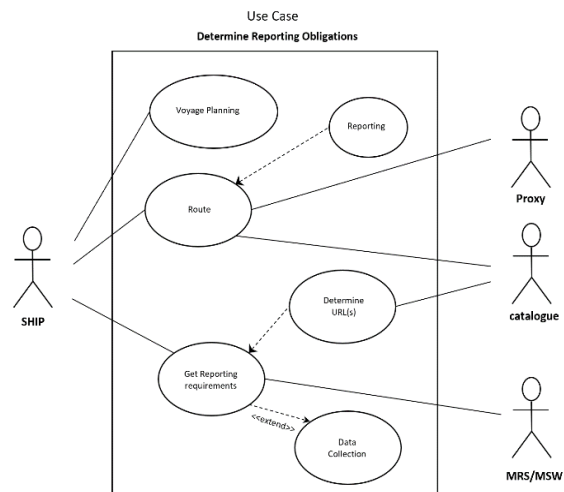 Use Case
Determine Reporting Obligations
Voyage Planning
Reporting
Proxy
Route
SHIP
Determine
URL(s)
catalogue
Get Reporting
requirements
<<extend>>
Data
Collection
MRS/MSW